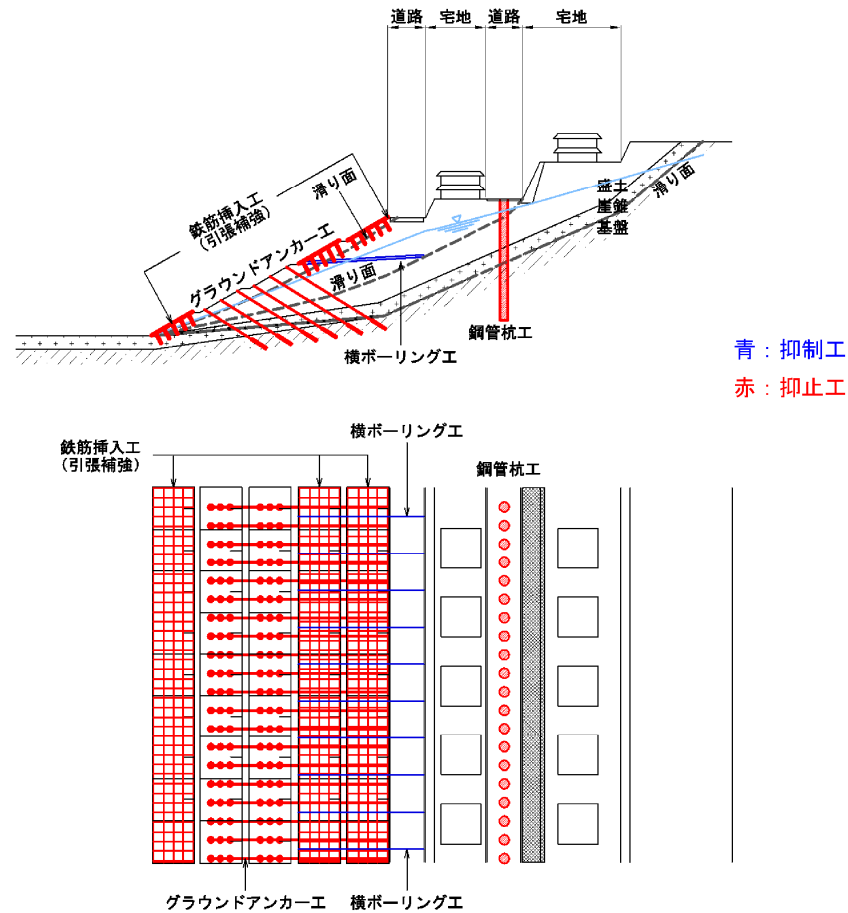 道路
宅地
道路
宅地
鉄筋挿入工
(引張補強)
滑り面
グラウンドアンカー工
滑り面
盛土
崖錐
基盤
滑り面
鋼管杭工
横ボーリング工
青：抑制工
赤：抑止工
横ボーリング工
鉄筋挿入工
(引張補強)
鋼管杭工
グラウンドアンカー工
横ボーリング工